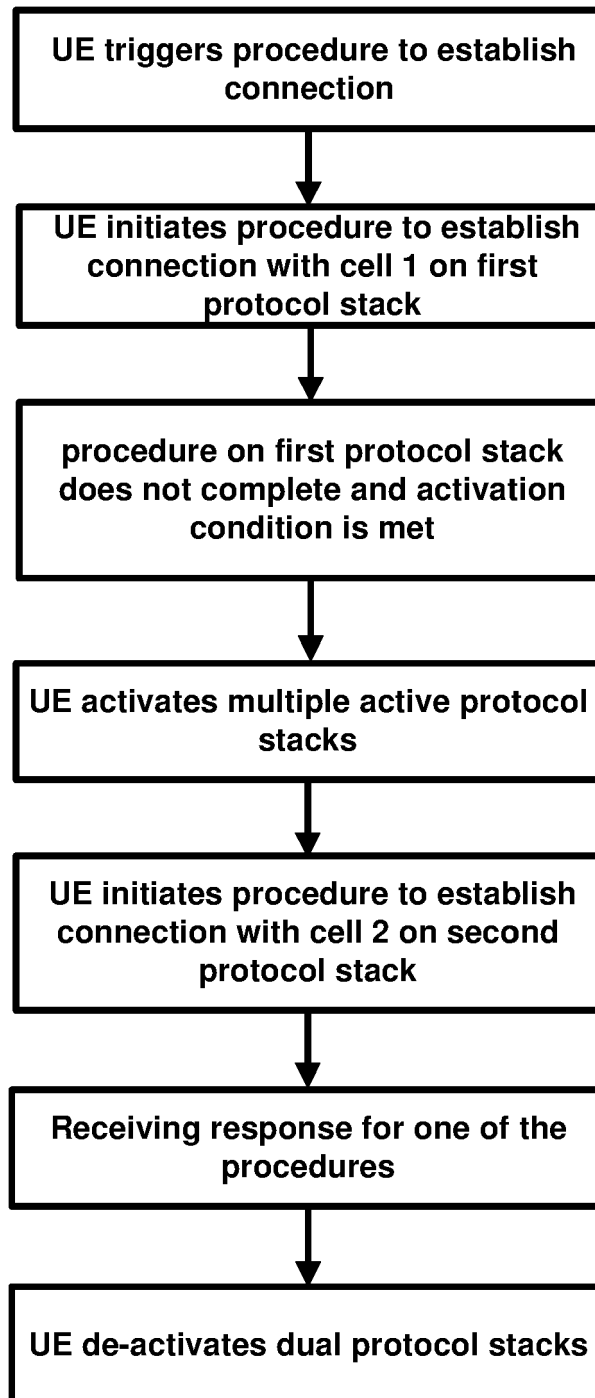 UE triggers procedure to establish
connection
UE initiates procedure to establish
connection with cell 1 on first
protocol stack
procedure on first protocol stack
does not complete and activation
condition is met
UE activates multiple active protocol
stacks
UE initiates procedure to establish
connection with cell 2 on second
protocol stack
Receiving response for one of the
procedures
UE de-activates dual protocol stacks